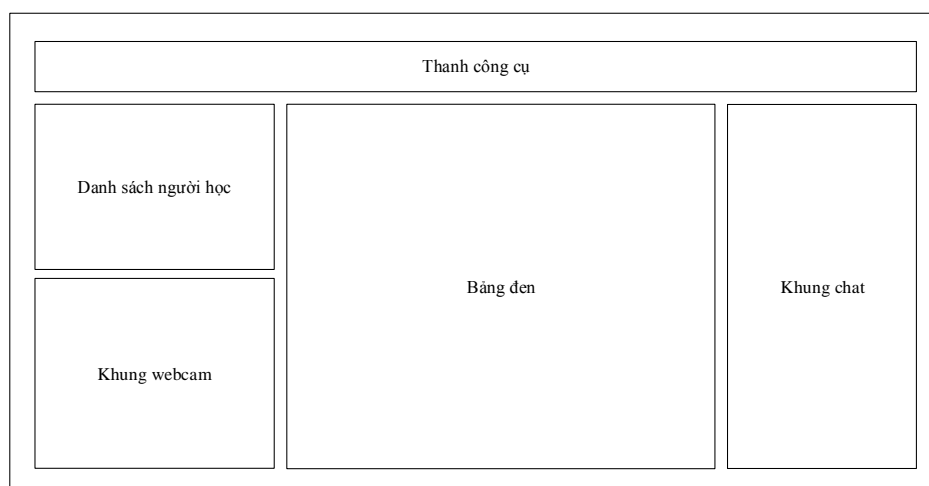 Thanh công cụ
Danh sách người học
Bảng đen
Khung chat
Khung webcam